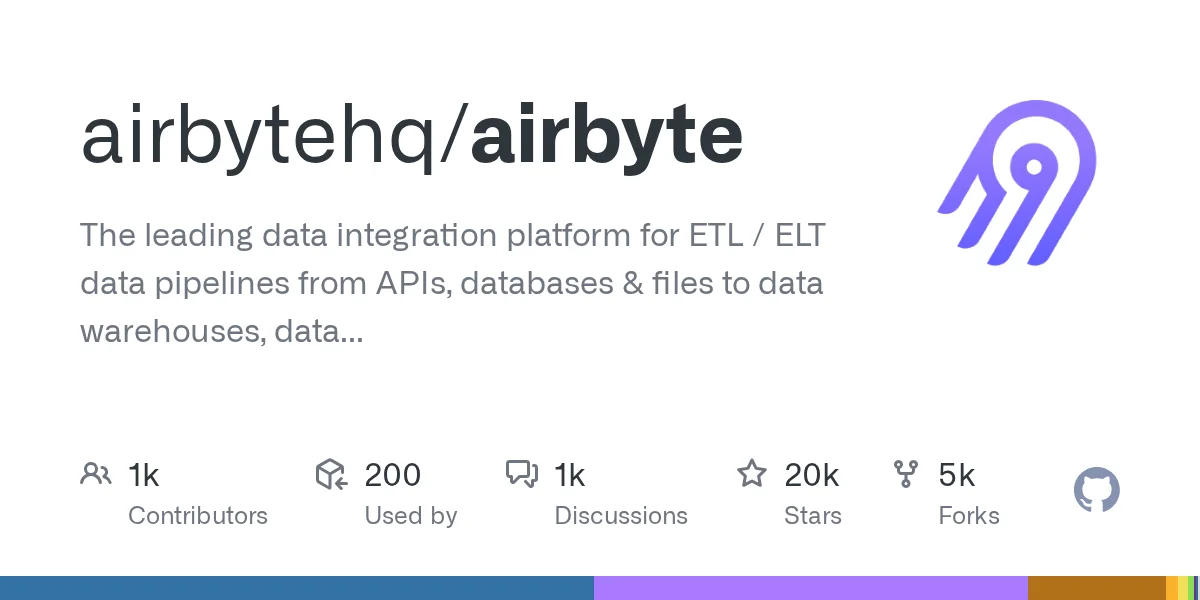 airbytehq/airbyte
The leading data integration platform for ETL / ELT
data pipelines from APIs, databases & files to data
warehouses, data...
1k 200 1k 20k 5k
Contributors Used by Discussions Stars Forks